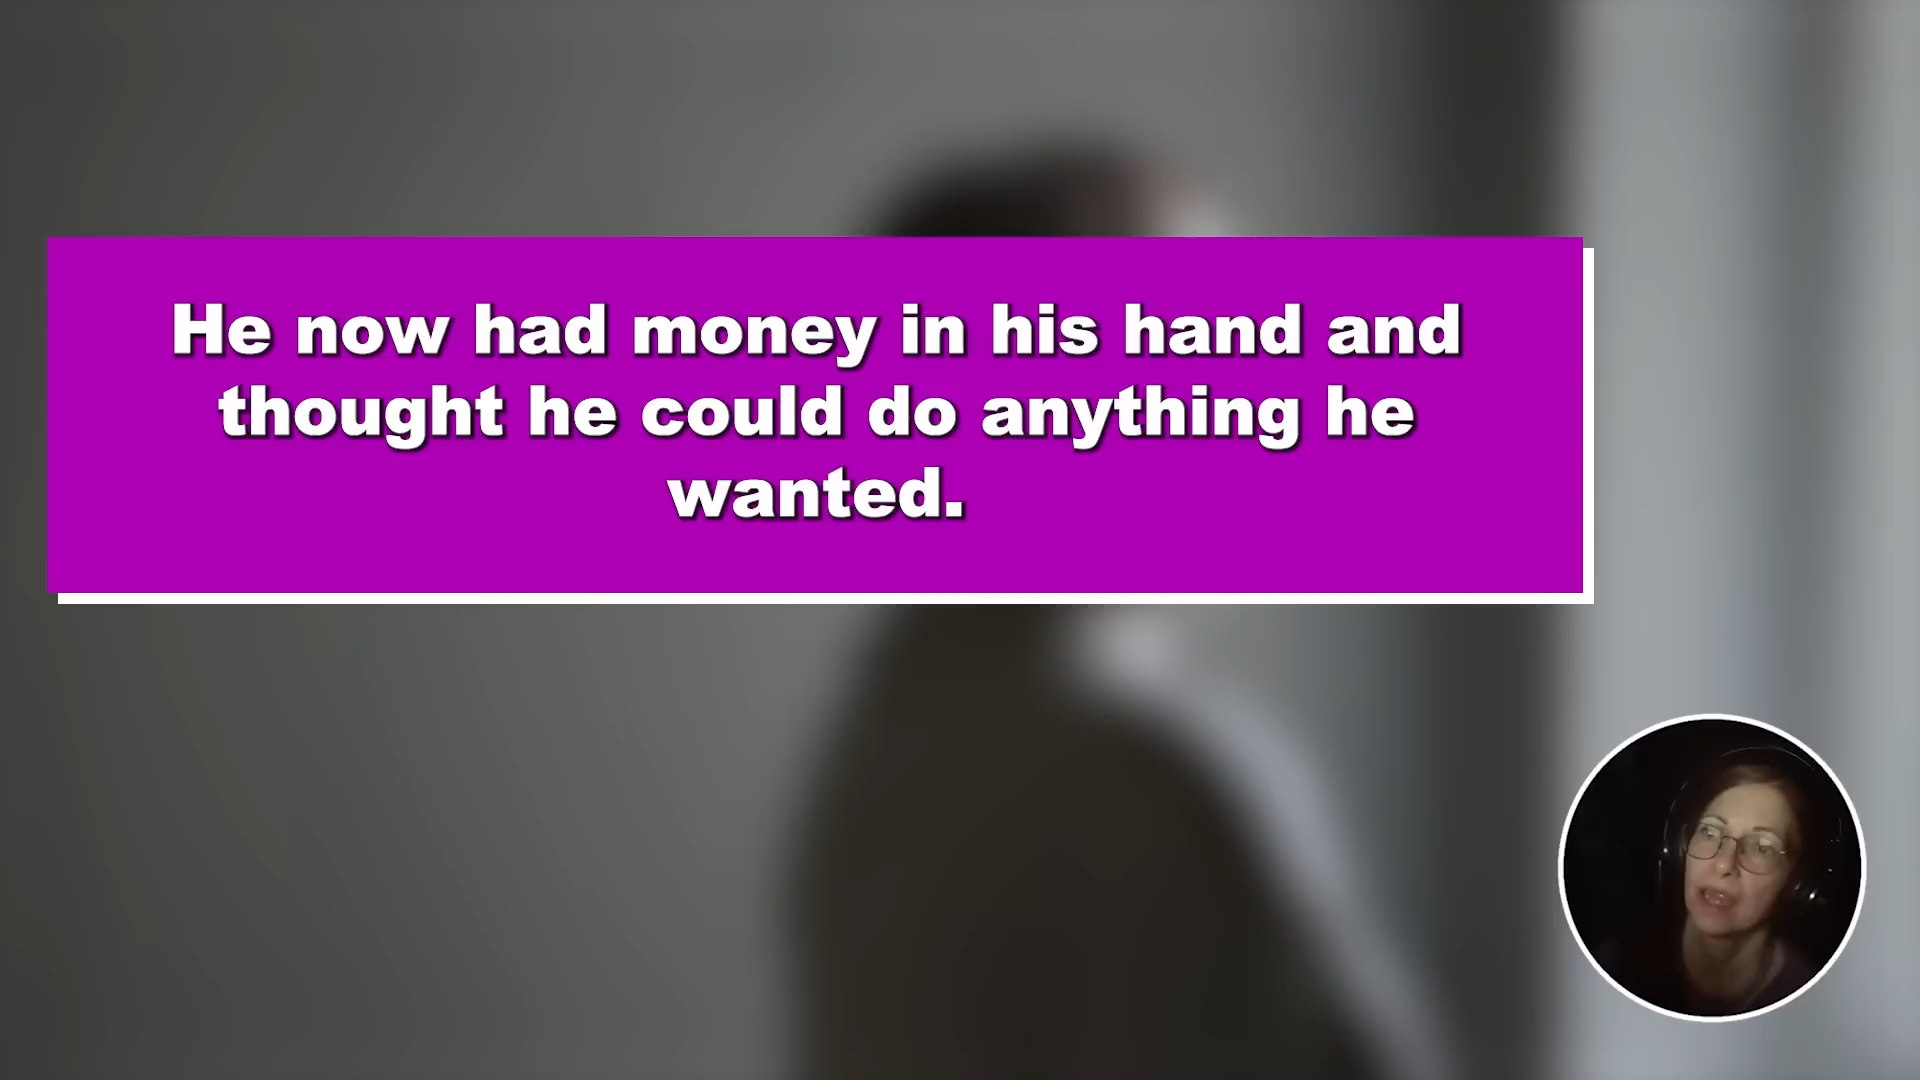 He now had money in his hand and
thought he could do anything he
wanted.